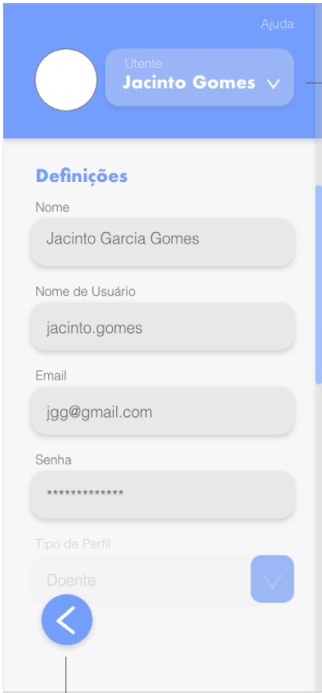 Ajuda
Utente
Jacinto Gomes
Definições
Nome
Jacinto Garcia Gomes
Nome de Usuário
jacinto.gomes
Email
jgg@gmail.com
Senha
*************
Tipo de Perfil
Doente